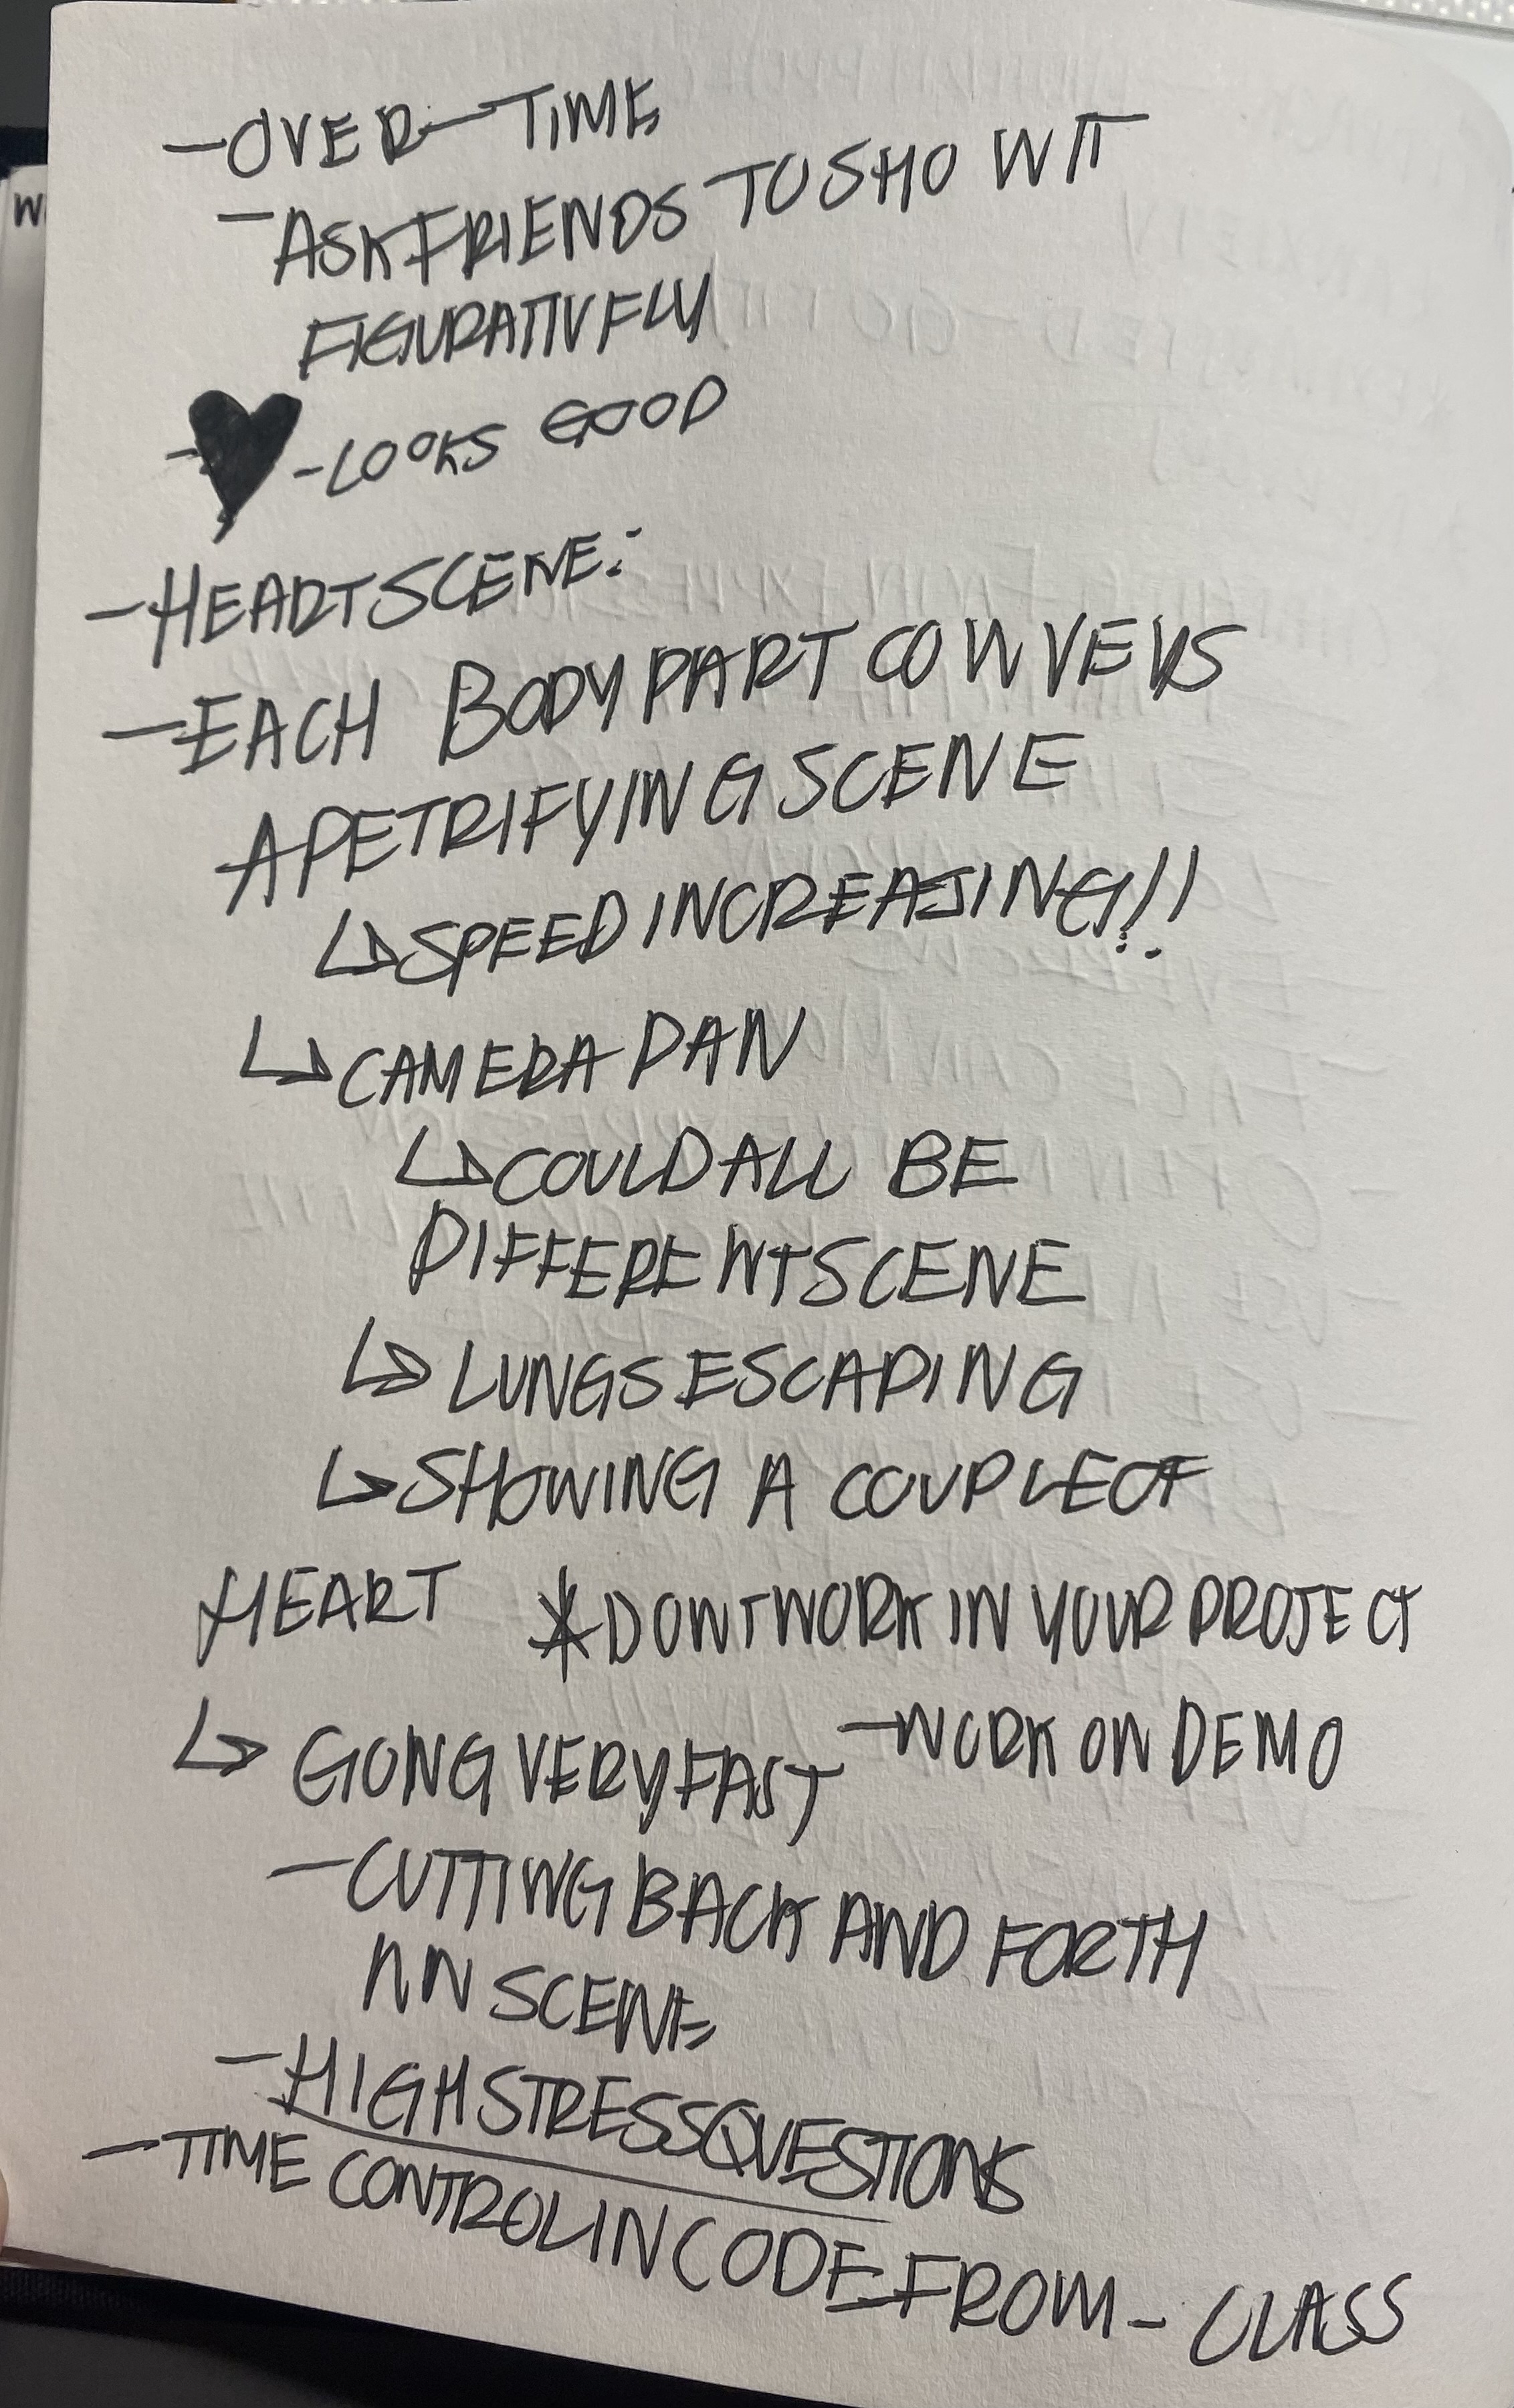 - OVER-TIME
- ASK FRIENDS TO SHOW IT
FIGURATIVELY
- ♥ - LOOKS GOOD
- HEART SCENE:
- EACH BODY PART CONVEYS
A PETRIFYING SCENE
↳ SPEED INCREASING!!
↳ CAMERA PAN
↳ COULD ALL BE
DIFFERENT SCENE
↳ LUNGS ESCAPING
↳ SHOWING A COUPLE OF
HEART * DONT WORK IN YOUR PROJECT
↳ GOING VERY FAST - WORK ON DEMO
- CUTTING BACK AND FORTH
SCENE
- HIGH STRESS QUESTIONS
- TIME CONTROL IN CODE FROM - CLASS
W